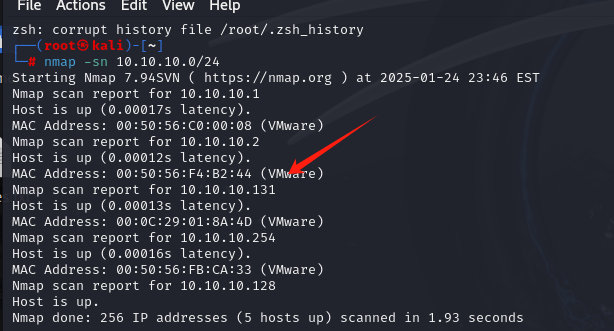 File Actions Edit View Help
zsh: corrupt history file /root/.zsh_history
┌──(root㉿kali)-[~]
└─# nmap -sn 10.10.10.0/24
Starting Nmap 7.94SVN ( https://nmap.org ) at 2025-01-24 23:46 EST
Nmap scan report for 10.10.10.1
Host is up (0.00017s latency).
MAC Address: 00:50:56:C0:00:08 (VMware)
Nmap scan report for 10.10.10.2
Host is up (0.00012s latency).
MAC Address: 00:50:56:F4:B2:44 (VMware)
Nmap scan report for 10.10.10.131
Host is up (0.00013s latency).
MAC Address: 00:0C:29:01:8A:4D (VMware)
Nmap scan report for 10.10.10.254
Host is up (0.00016s latency).
MAC Address: 00:50:56:FB:CA:33 (VMware)
Nmap scan report for 10.10.10.128
Host is up.
Nmap done: 256 IP addresses (5 hosts up) scanned in 1.93 seconds